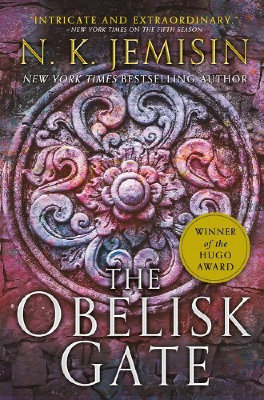 "INTRICATE AND EXTRAORDINARY."
—NEW YORK TIMES ON THE FIFTH SEASON
N. K. JEMISIN
NEW YORK TIMES BESTSELLING AUTHOR
WINNER
of the
HUGO
AWARD
THE
OBELISK
GATE